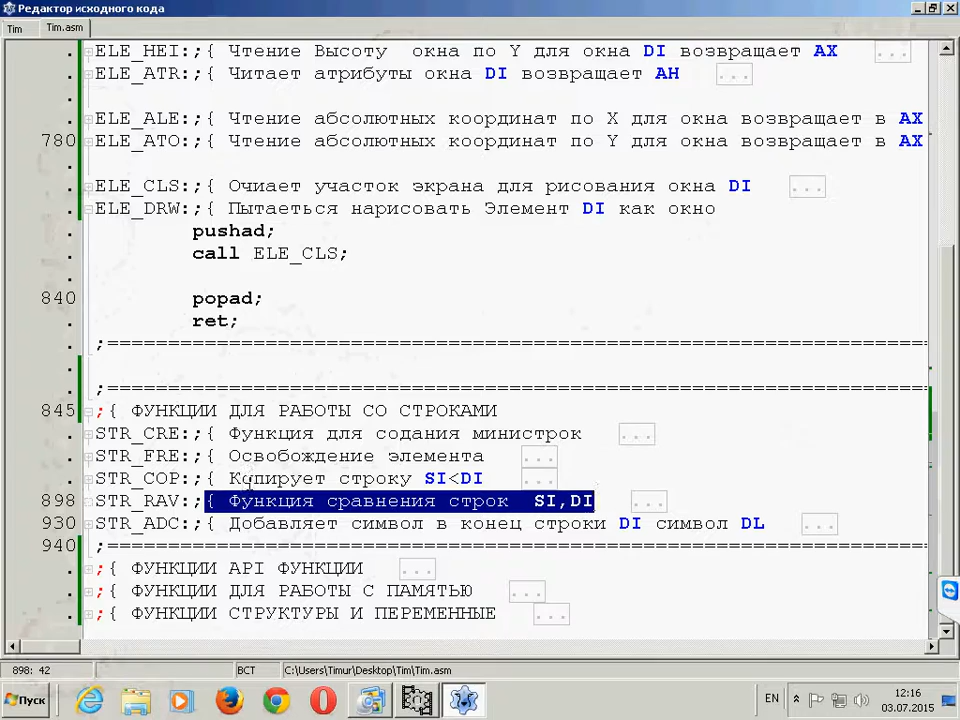 Редактор исходного кода
Tim Tim.asm
. ELE_HEI:;{ Чтение Высоту окна по Y для окна DI возвращает AX ...
. ELE_ATR:;{ Читает атрибуты окна DI возвращает AH ...
.
. ELE_ALE:;{ Чтение абсолютных координат по X для окна возвращает в AX
780 ELE_ATO:;{ Чтение абсолютных координат по Y для окна возвращает в AX
.
. ELE_CLS:;{ Очиает участок экрана для рисования окна DI ...
. ELE_DRW:;{ Пытаеться нарисовать Элемент DI как окно
. pushad;
. call ELE_CLS;
.
840 popad;
. ret;
. ;====================================================================
.
. ;====================================================================
845 ;{ ФУНКЦИИ ДЛЯ РАБОТЫ СО СТРОКАМИ
. STR_CRE:;{ Функция для содания министрок ...
. STR_FRE:;{ Освобождение элемента ...
. STR_COP:;{ Копирует строку SI<DI ...
898 STR_RAV:;{ Функция сравнения строк SI,DI ...
930 STR_ADC:;{ Добавляет символ в конец строки DI символ DL ...
940 ;====================================================================
. ;{ ФУНКЦИИ API ФУНКЦИИ ...
. ;{ ФУНКЦИИ ДЛЯ РАБОТЫ С ПАМЯТЬЮ ...
. ;{ ФУНКЦИИ СТРУКТУРЫ И ПЕРЕМЕННЫЕ ...
898: 42 ВСТ C:\Users\Timur\Desktop\Tim\Tim.asm
Пуск EN 12:16
03.07.2015